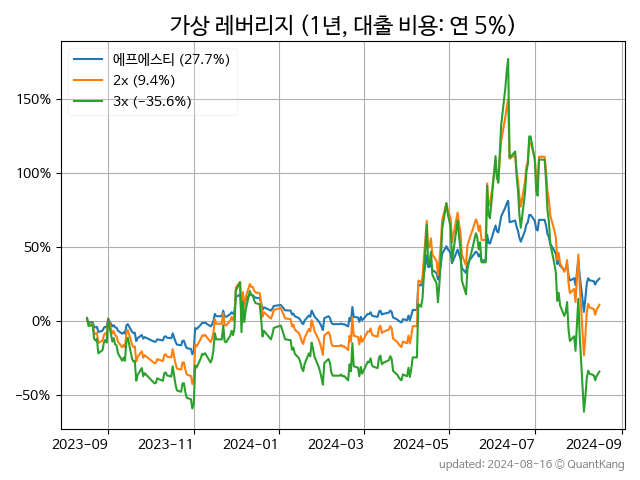 가상 레버리지 (1년, 대출 비용: 연 5%)
에프에스티 (27.7%)
2x (9.4%)
3x (-35.6%)
150%
100%
50%
0%
-50%
2023-09 2023-11 2024-01 2024-03 2024-05 2024-07 2024-09
updated: 2024-08-16 © QuantKang